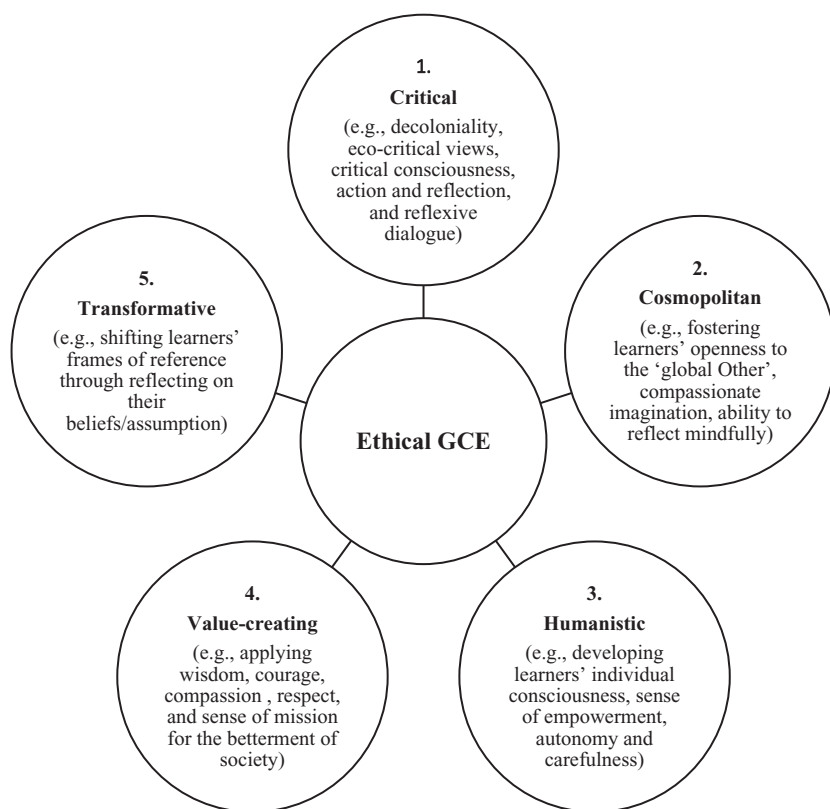 1.
Critical
(e.g., decoloniality,
eco-critical views,
critical consciousness,
action and reflection,
and reflexive
dialogue)
2.
Cosmopolitan
(e.g., fostering
learners’ openness to
the ‘global Other’,
compassionate
imagination, ability to
reflect mindfully)
3.
Humanistic
(e.g., developing
learners’ individual
consciousness, sense
of empowerment,
autonomy and
carefulness)
4.
Value-creating
(e.g., applying
wisdom, courage,
compassion , respect,
and sense of mission
for the betterment of
society)
5.
Transformative
(e.g., shifting learners’
frames of reference
through reflecting on
their
beliefs/assumption)
Ethical GCE